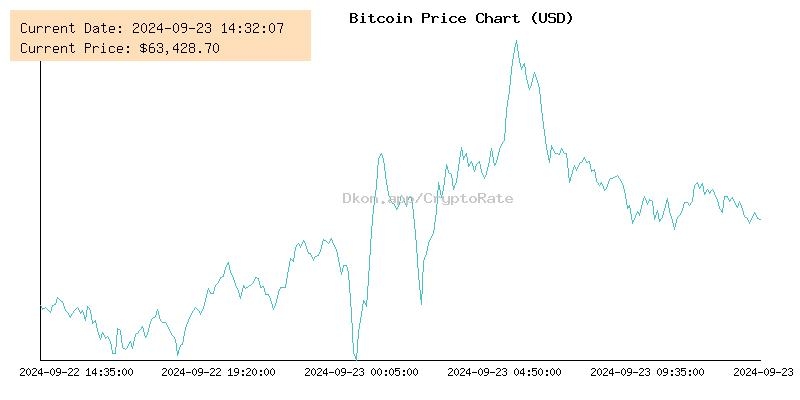 Bitcoin Price Chart (USD)
Current Date: 2024-09-23 14:32:07
Current Price: $63,428.70
Dkon.app/CryptoRate
2024-09-22 14:35:00 2024-09-22 19:20:00 2024-09-23 00:05:00 2024-09-23 04:50:00 2024-09-23 09:35:00 2024-09-23